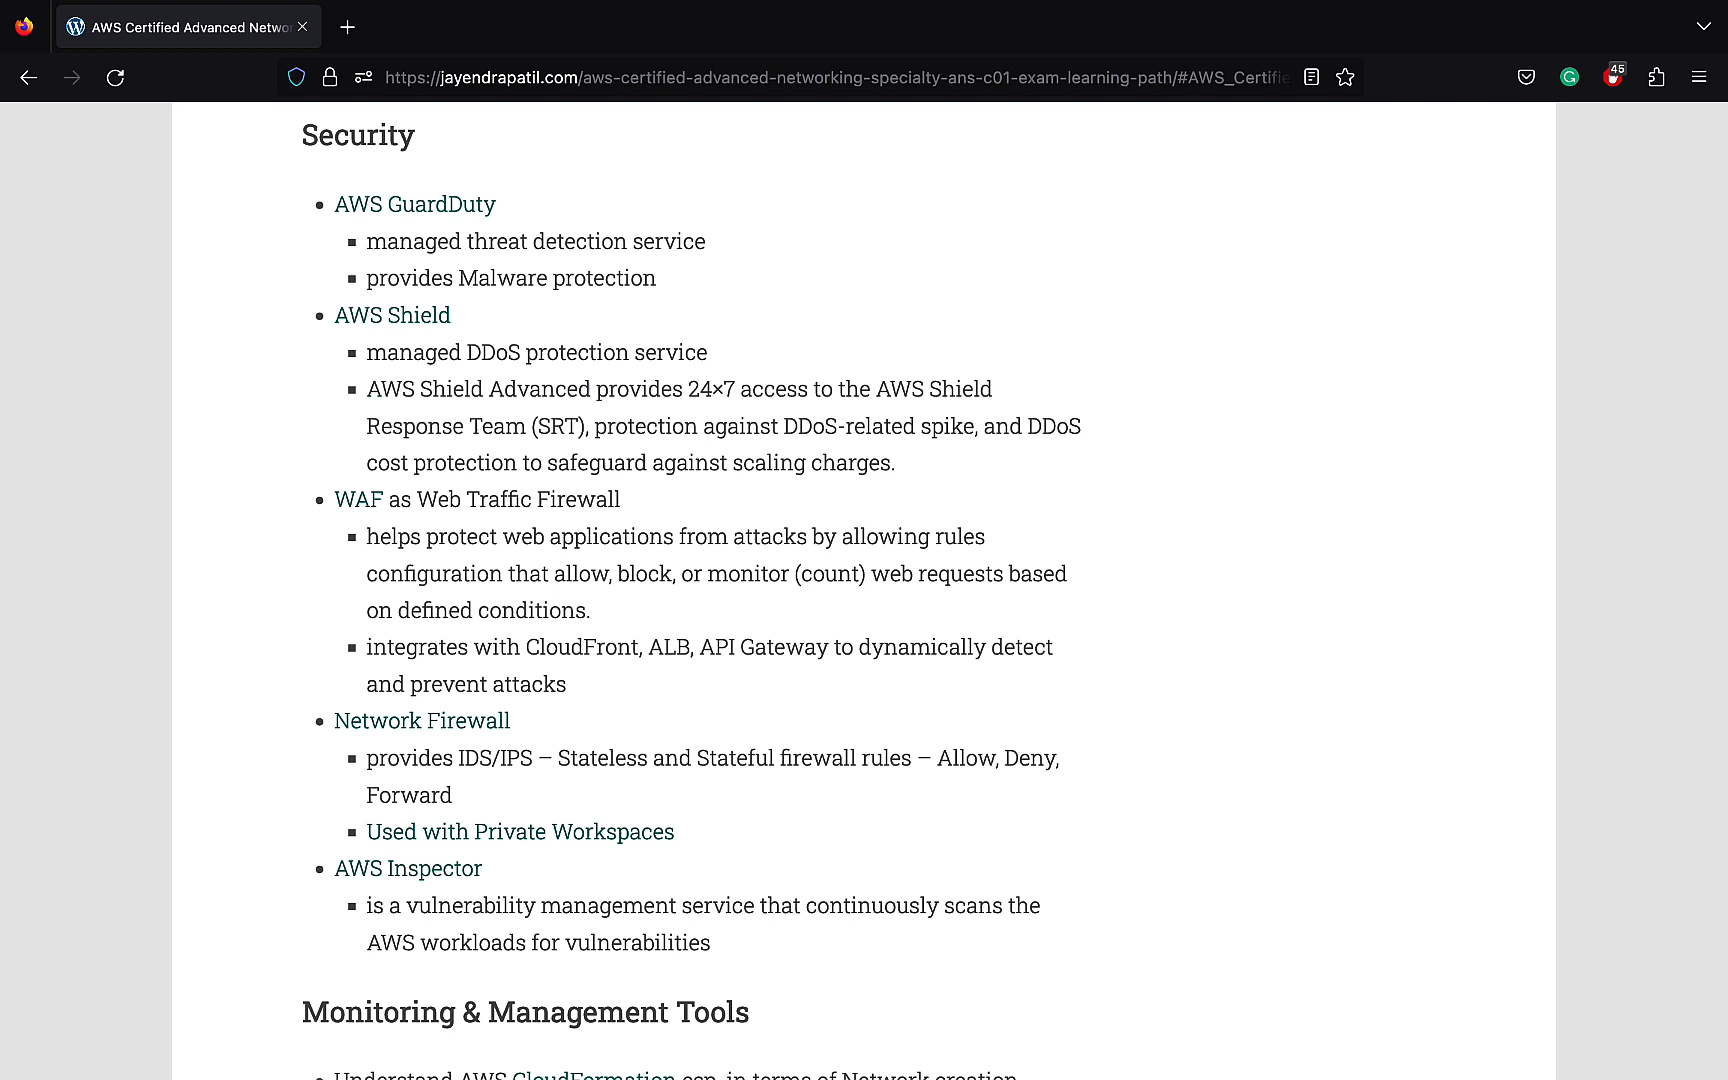 AWS Certified Advanced Networ
https://jayendrapatil.com/aws-certified-advanced-networking-specialty-ans-c01-exam-learning-path/#AWS_Certifie
45
Security
• AWS GuardDuty
▪ managed threat detection service
▪ provides Malware protection
• AWS Shield
▪ managed DDoS protection service
▪ AWS Shield Advanced provides 24×7 access to the AWS Shield
Response Team (SRT), protection against DDoS-related spike, and DDoS
cost protection to safeguard against scaling charges.
• WAF as Web Traffic Firewall
▪ helps protect web applications from attacks by allowing rules
configuration that allow, block, or monitor (count) web requests based
on defined conditions.
▪ integrates with CloudFront, ALB, API Gateway to dynamically detect
and prevent attacks
• Network Firewall
▪ provides IDS/IPS – Stateless and Stateful firewall rules – Allow, Deny,
Forward
▪ Used with Private Workspaces
• AWS Inspector
▪ is a vulnerability management service that continuously scans the
AWS workloads for vulnerabilities
Monitoring & Management Tools
• Understand AWS CloudFormation esp. in terms of Network creation